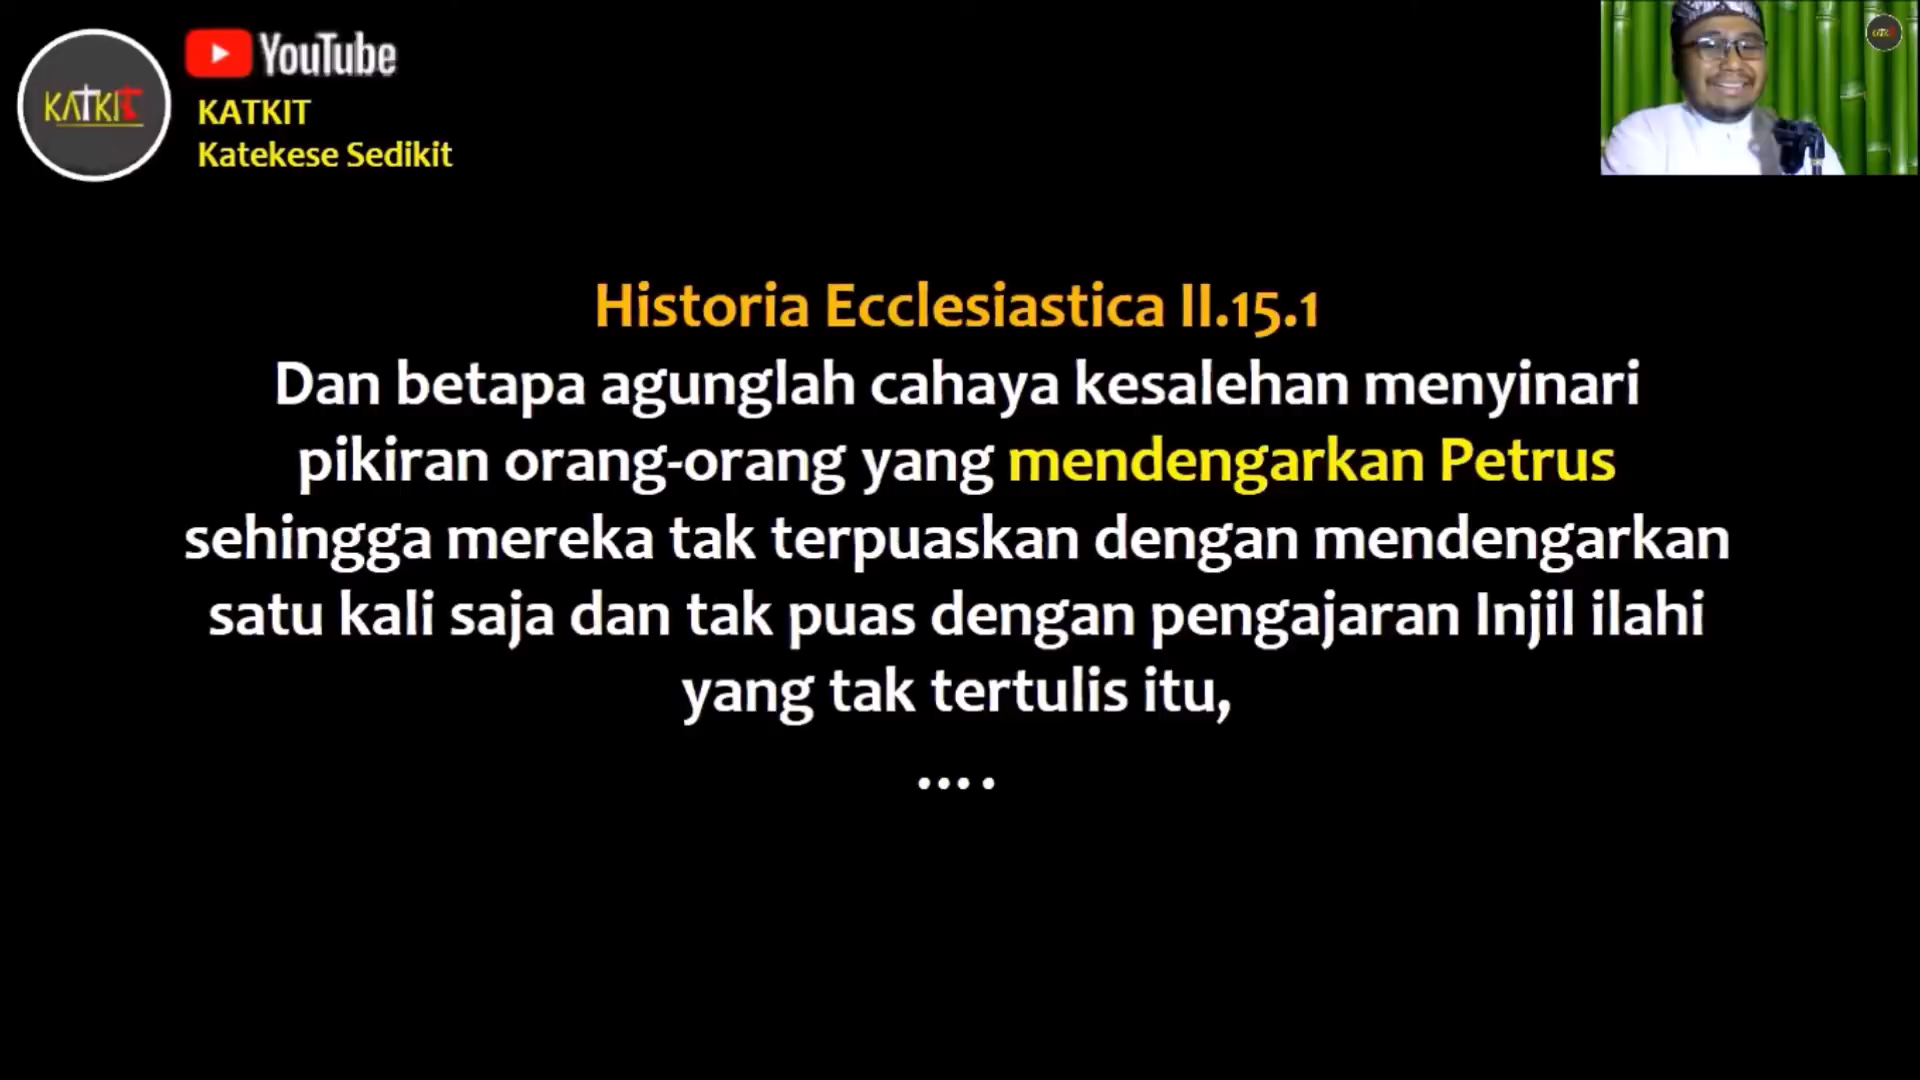 KATKIT
YouTube
KATKIT
Katekese Sedikit
Historia Ecclesiastica II.15.1
Dan betapa agunglah cahaya kesalehan menyinari
pikiran orang-orang yang mendengarkan Petrus
sehingga mereka tak terpuaskan dengan mendengarkan
satu kali saja dan tak puas dengan pengajaran Injil ilahi
yang tak tertulis itu,
....